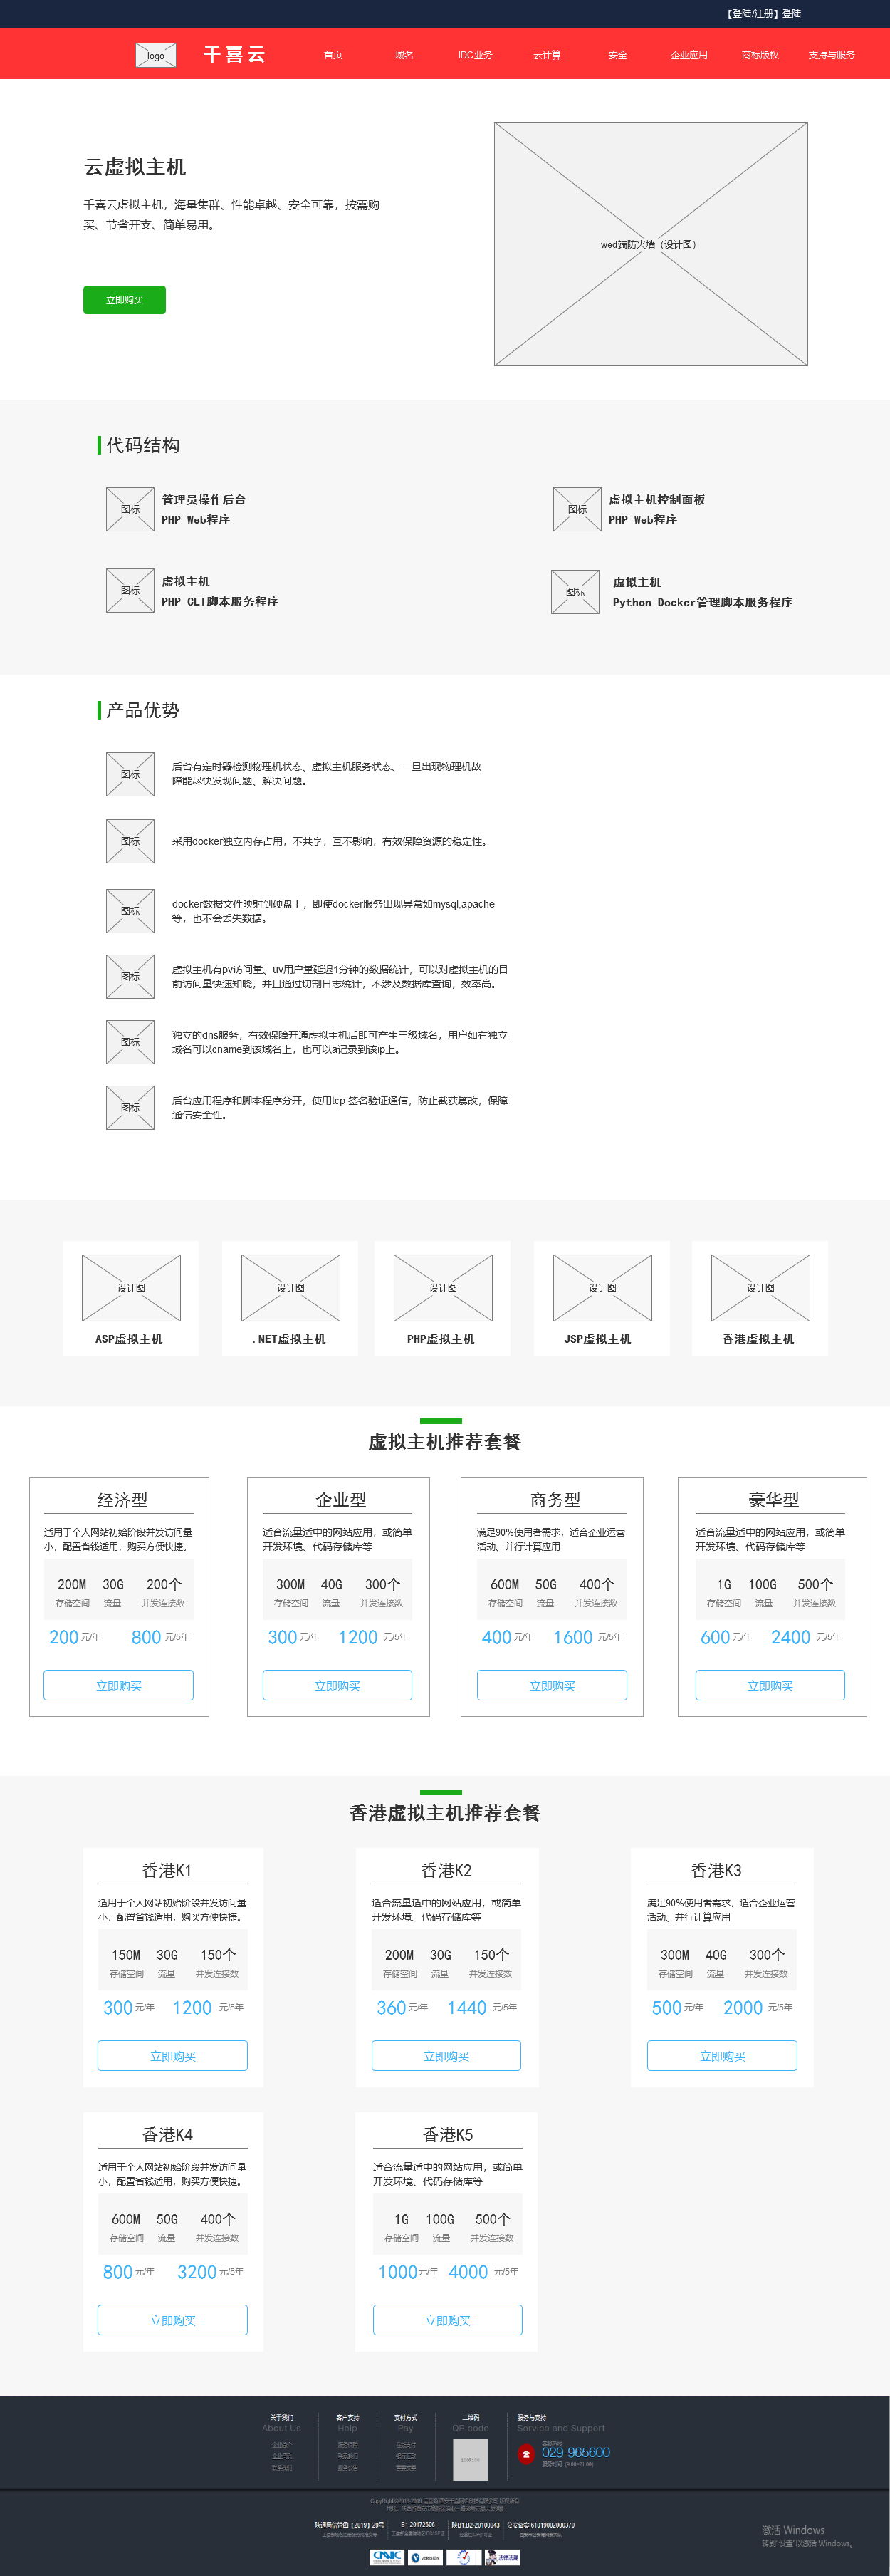 【登陆/注册】登陆
logo 千喜云 首页 域名 IDC业务 云计算 安全 企业应用 商标版权 支持与服务
云虚拟主机
千喜云虚拟主机，海量集群、性能卓越、安全可靠，按需购
买、节省开支、简单易用。
wed端防火墙（设计图）
立即购买
代码结构
图标 管理员操作后台
PHP Web程序
图标 虚拟主机控制面板
PHP Web程序
图标 虚拟主机
PHP CLI脚本服务程序
图标 虚拟主机
Python Docker管理脚本服务程序
产品优势
图标 后台有定时器检测物理机状态、虚拟主机服务状态、一旦出现物理机故
障能尽快发现问题、解决问题。
图标 采用docker独立内存占用，不共享，互不影响，有效保障资源的稳定性。
图标 docker数据文件映射到硬盘上，即使docker服务出现异常如mysql,apache
等，也不会丢失数据。
图标 虚拟主机有pv访问量、uv用户量延迟1分钟的数据统计，可以对虚拟主机的目
前访问量快速知晓，并且通过切割日志统计，不涉及数据库查询，效率高。
图标 独立的dns服务，有效保障开通虚拟主机后即可产生三级域名，用户如有独立
域名可以cname到该域名上，也可以a记录到该ip上。
图标 后台应用程序和脚本程序分开，使用tcp 签名验证通信，防止截获篡改，保障
通信安全性。
设计图 设计图 设计图 设计图 设计图
ASP虚拟主机 .NET虚拟主机 PHP虚拟主机 JSP虚拟主机 香港虚拟主机
虚拟主机推荐套餐
经济型
适用于个人网站初始阶段并发访问量
小，配置省钱适用，购买方便快捷。
200M 30G 200个
存储空间 流量 并发连接数
200 元/年 800 元/5年
立即购买
企业型
适合流量适中的网站应用，或简单
开发环境、代码存储库等
300M 40G 300个
存储空间 流量 并发连接数
300 元/年 1200 元/5年
立即购买
商务型
满足90%使用者需求，适合企业运营
活动、并行计算应用
600M 50G 400个
存储空间 流量 并发连接数
400 元/年 1600 元/5年
立即购买
豪华型
适合流量适中的网站应用，或简单
开发环境、代码存储库等
1G 100G 500个
存储空间 流量 并发连接数
600 元/年 2400 元/5年
立即购买
香港虚拟主机推荐套餐
香港K1
适用于个人网站初始阶段并发访问量
小，配置省钱适用，购买方便快捷。
150M 30G 150个
存储空间 流量 并发连接数
300 元/年 1200 元/5年
立即购买
香港K2
适合流量适中的网站应用，或简单
开发环境、代码存储库等
200M 30G 150个
存储空间 流量 并发连接数
360 元/年 1440 元/5年
立即购买
香港K3
满足90%使用者需求，适合企业运营
活动、并行计算应用
300M 40G 300个
存储空间 流量 并发连接数
500 元/年 2000 元/5年
立即购买
香港K4
适用于个人网站初始阶段并发访问量
小，配置省钱适用，购买方便快捷。
600M 50G 400个
存储空间 流量 并发连接数
800 元/年 3200 元/5年
立即购买
香港K5
适合流量适中的网站应用，或简单
开发环境、代码存储库等
1G 100G 500个
存储空间 流量 并发连接数
1000 元/年 4000 元/5年
立即购买
关于我们 客户支持 支付方式 二维码 服务与支持
About Us Help Pay QR code Service and Support
企业简介
企业资质
联系我们
客服热线
029-965600
陕通网信管函【2019】29号 B1-20172606 陕B1.B2-20100043 公安备案 61019002000370
CNNIC VERISIGN 法律法规
激活 Windows
转到"设置"以激活 Windows。